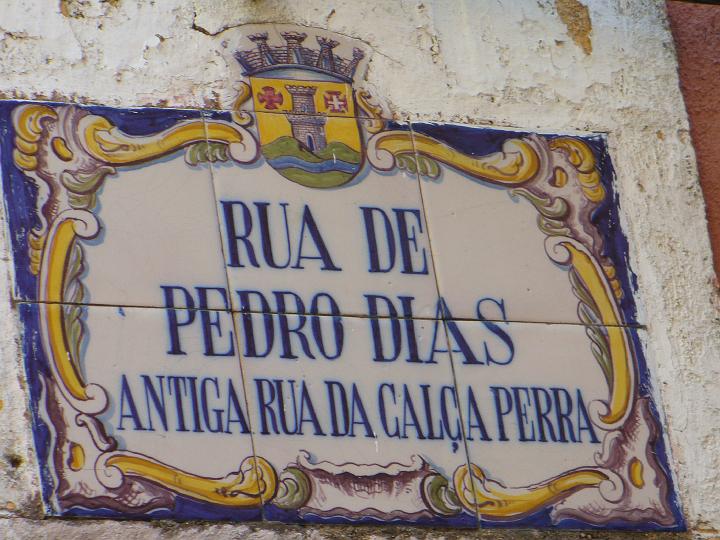 RUA DE
PEDRO DIAS
ANTIGA RUA DA CALÇA PERRA